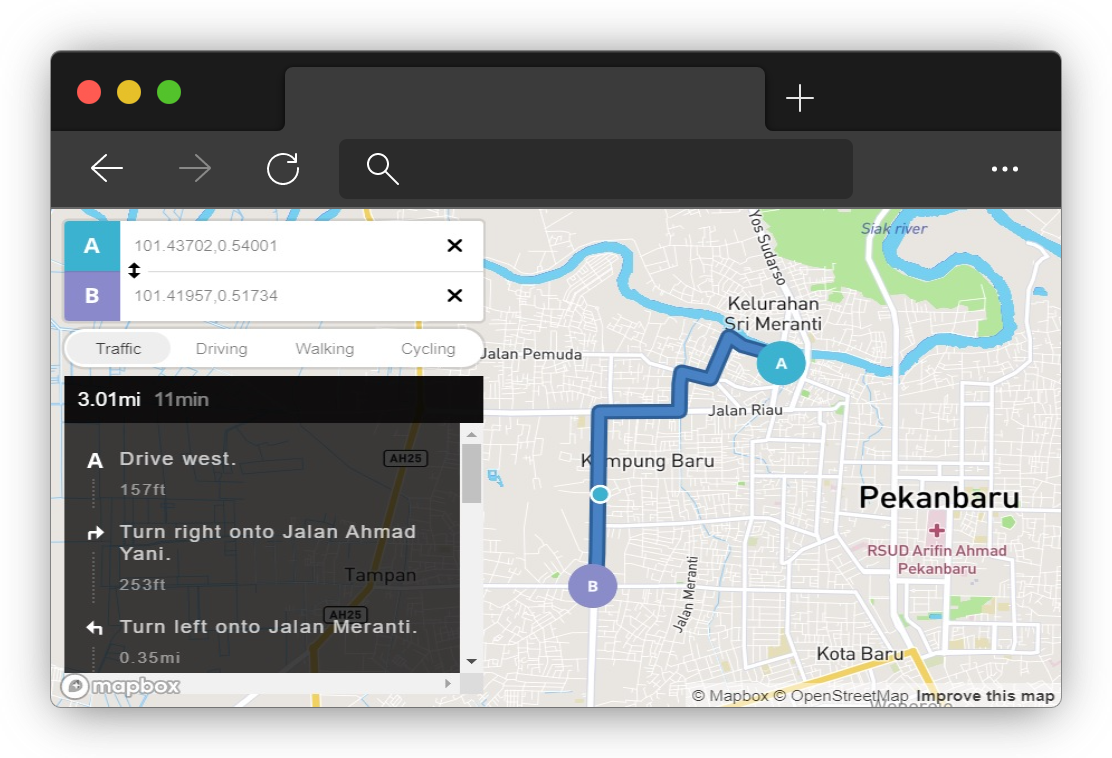 A
101.43702,0.54001
B
101.41957,0.51734
Traffic
Driving
Walking
Cycling
3.01mi 11min
A Drive west.
157ft
Turn right onto Jalan Ahmad
Yani.
253ft
Turn left onto Jalan Meranti.
0.35mi
AH25
Tampan
AH25
mapbox
Yos Sudarso
Siak river
Kelurahan
Sri Meranti
Jalan Pemuda
A
Jalan Riau
Kampung Baru
Pekanbaru
RSUD Arifin Ahmad
Pekanbaru
B
Jalan Meranti
Kota Baru
© Mapbox © OpenStreetMap Improve this map